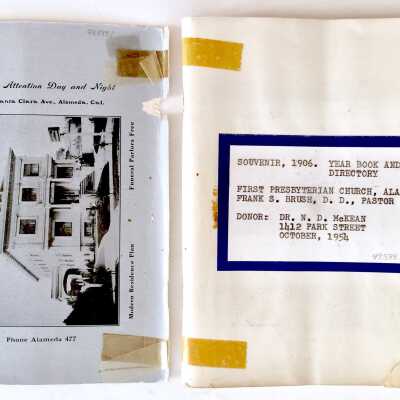 Attention Day and Night
Santa Clara Ave., Alameda, Cal.
Funeral Parlors Free
Modern Residence Plan
Phone Alameda 477
SOUVENIR, 1906. YEAR BOOK AND
DIRECTORY
FIRST PRESBYTERIAN CHURCH, ALA
FRANK S. BRUSH, D. D., PASTOR
DONOR: DR. N. D. McKEAN
1412 PARK STREET
OCTOBER, 1954